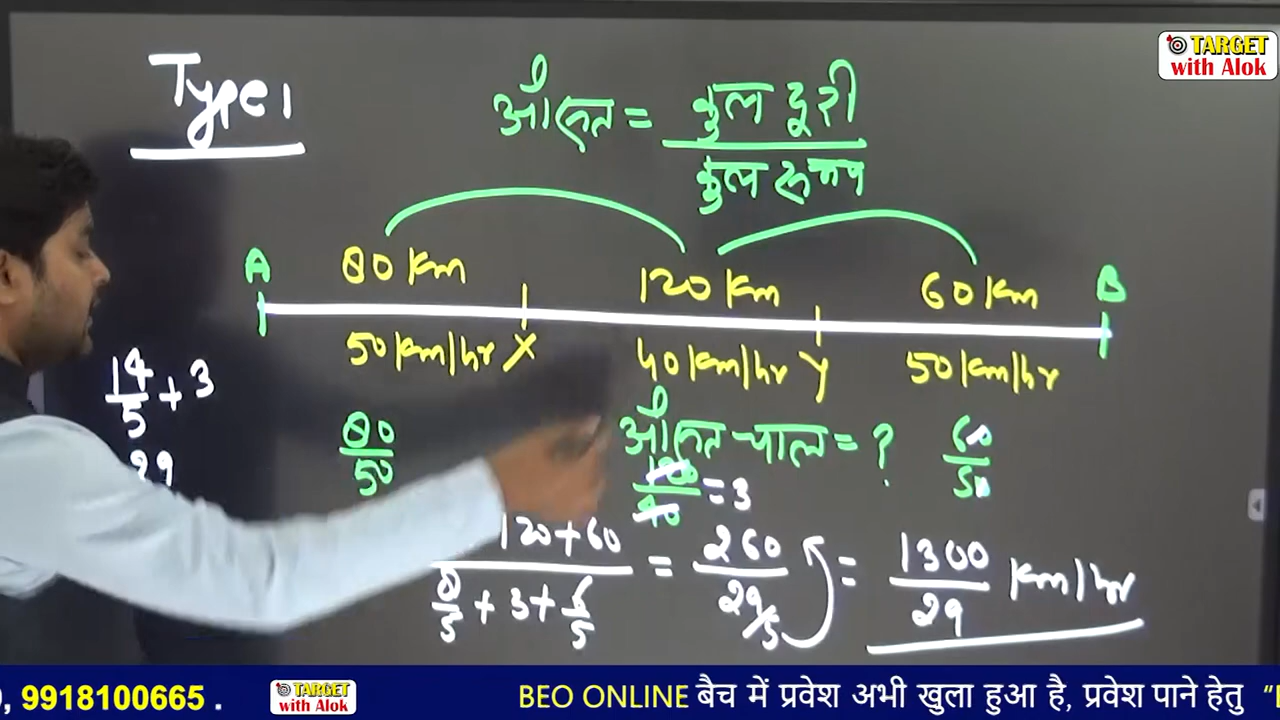 TARGET
with Alok
Type 1
औसत = कुल दूरी / कुल समय
A 80 km 120 km 60 km B
50 km/hr X 40 km/hr Y 50 km/hr
14/5 + 3
29
औसत चाल = ?
80/50 120/40 = 3 60/50
120+60 / 8/5 + 3 + 6/5 = 260 / 29/5 = 1300/29 km/hr
9918100665 .
TARGET
with Alok
BEO ONLINE बैच में प्रवेश अभी खुला हुआ है, प्रवेश पाने हेतु